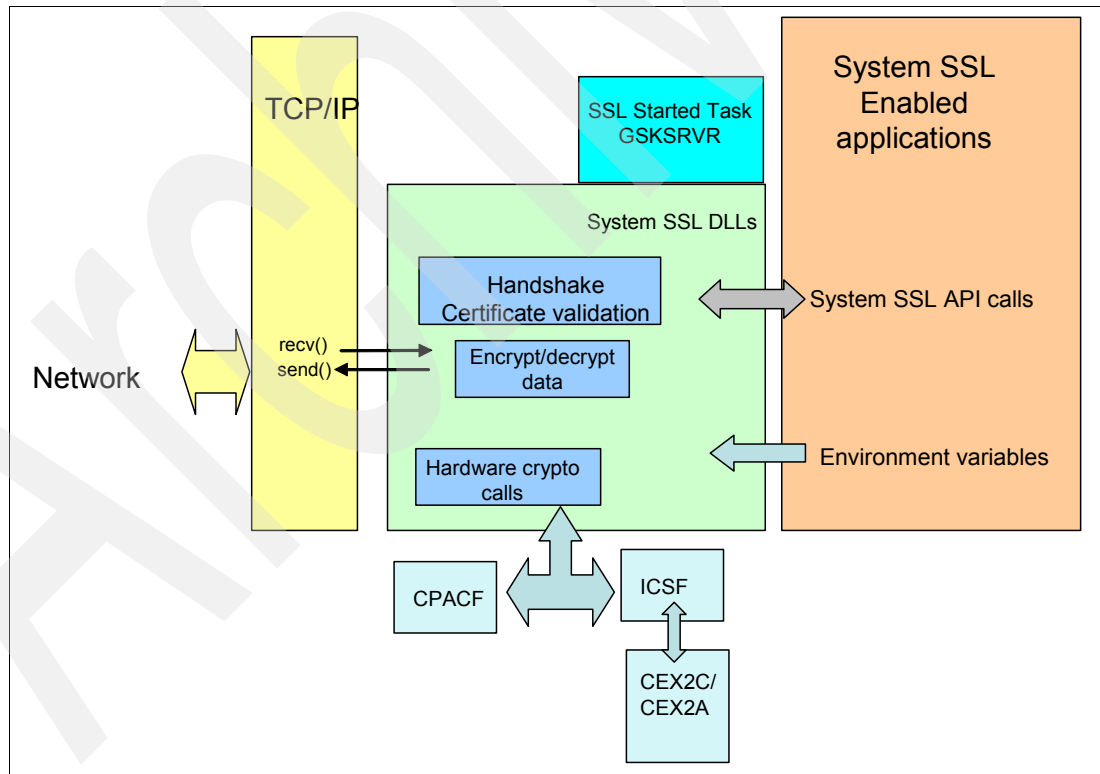 TCP/IP
SSL Started Task
GSKSRVR
System SSL
Enabled
applications
System SSL DLLs
Handshake
Certificate validation
System SSL API calls
recv()
send()
Encrypt/decrypt
data
Network
Hardware crypto
calls
Environment variables
CPACF
ICSF
CEX2C/
CEX2A